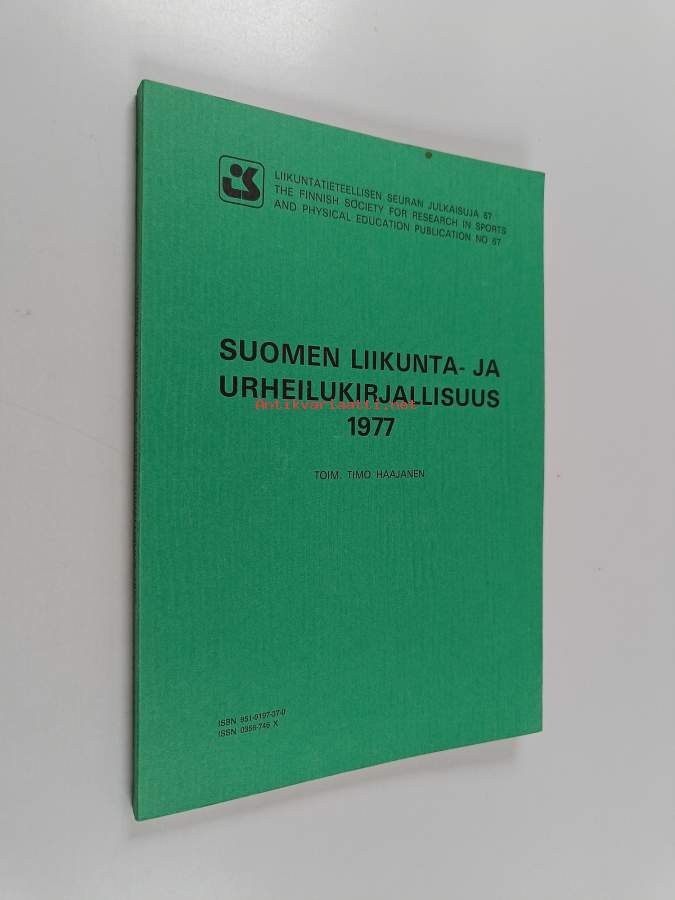 LIIKUNTATIETEELLISEN SEURAN JULKAISUJA 67
THE FINNISH SOCIETY FOR RESEARCH IN SPORTS
AND PHYSICAL EDUCATION PUBLICATION NO 67
SUOMEN LIIKUNTA- JA
URHEILUKIRJALLISUUS
Antikvariaatti.net
1977
TOIM. TIMO HAAJANEN
ISBN 951-9197-37-0
ISSN 0356-746 X